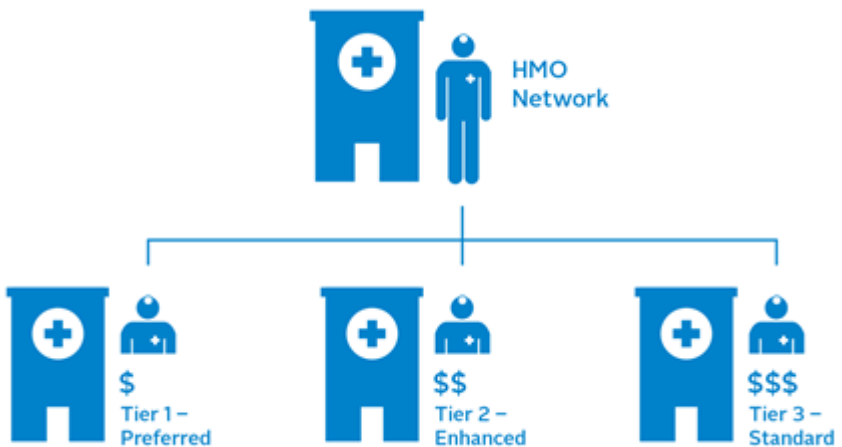 HMO
Network
$
Tier 1 –
Preferred
$$
Tier 2 –
Enhanced
$$$
Tier 3 –
Standard